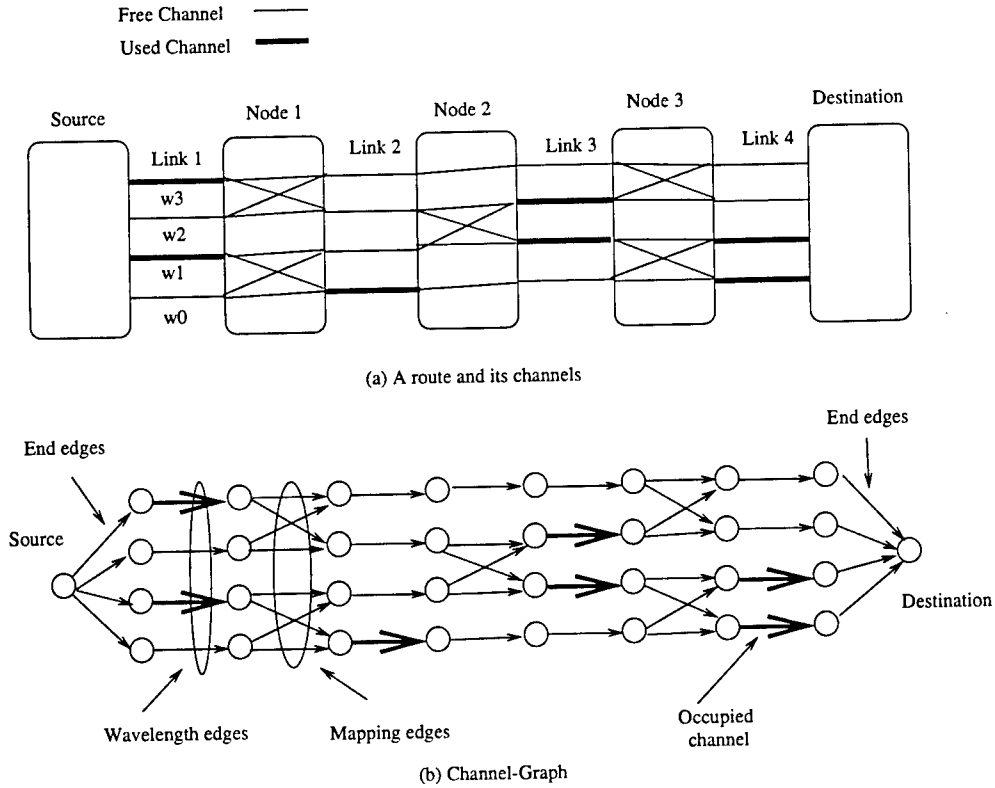 Free Channel
Used Channel
Source
Node 1
Node 2
Node 3
Destination
Link 1
Link 2
Link 3
Link 4
w3
w2
w1
w0
(a) A route and its channels
End edges
End edges
Source
Destination
Wavelength edges
Mapping edges
Occupied
channel
(b) Channel-Graph